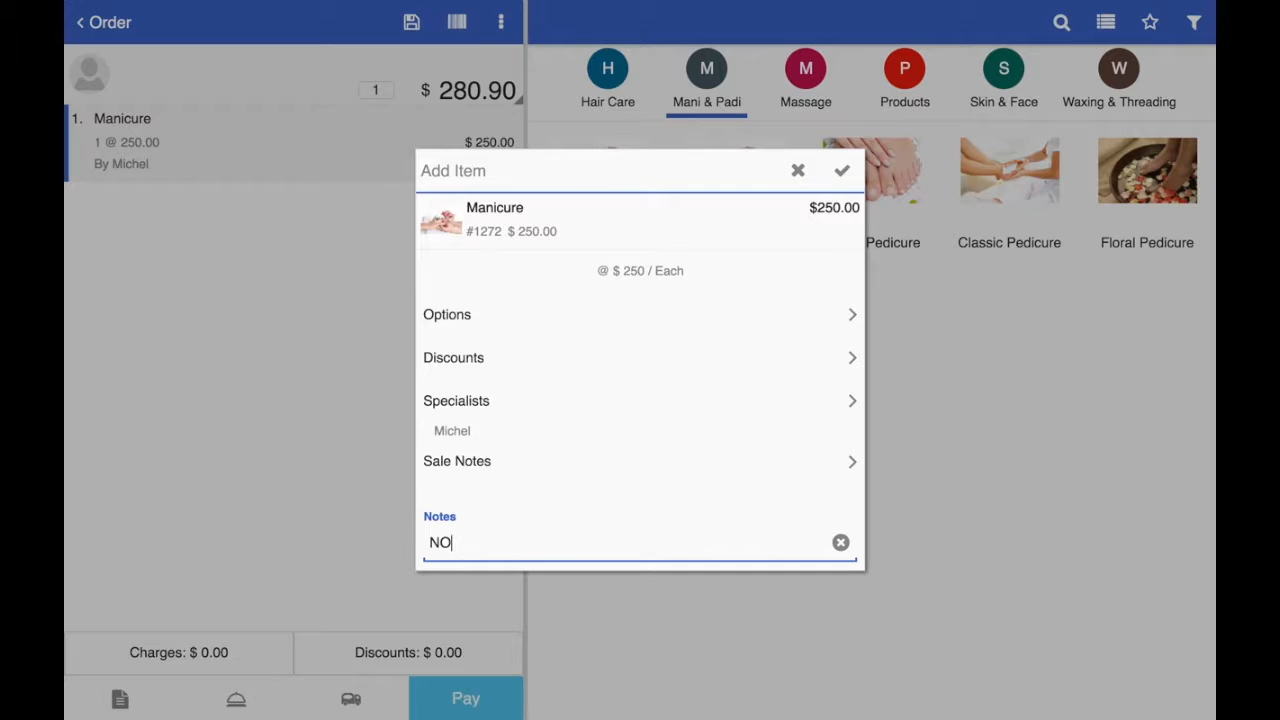 Order
1
$ 280.90
1. Manicure
1 @ 250.00
$ 250.00
By Michel
H
M
M
P
S
W
Hair Care
Mani & Padi
Massage
Products
Skin & Face
Waxing & Threading
Pedicure
Classic Pedicure
Floral Pedicure
Add Item
Manicure
$250.00
#1272 $ 250.00
@ $ 250 / Each
Options
Discounts
Specialists
Michel
Sale Notes
Notes
NO
Charges: $ 0.00
Discounts: $ 0.00
Pay